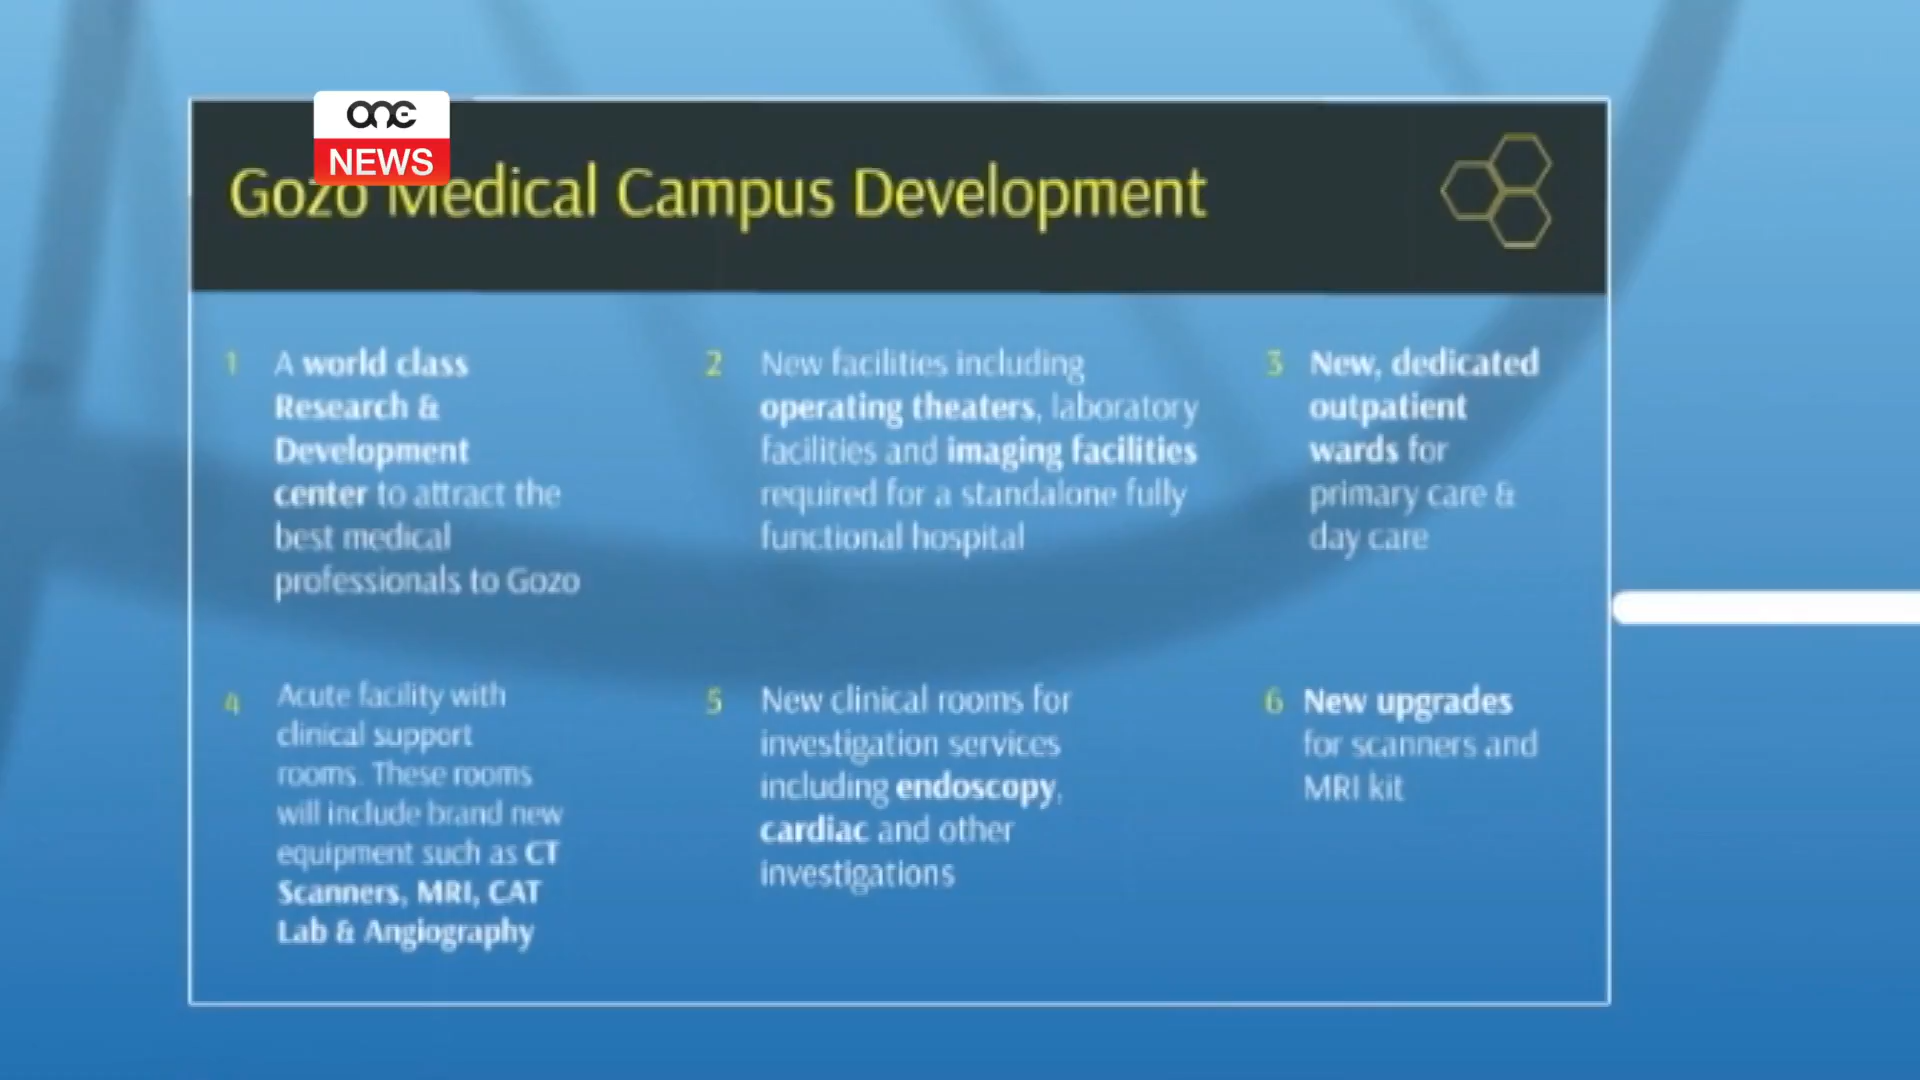 one
NEWS
Gozo Medical Campus Development
1
A world class
Research &
Development
center to attract the
best medical
professionals to Gozo
2
New facilities including
operating theaters, laboratory
facilities and imaging facilities
required for a standalone fully
functional hospital
3
New, dedicated
outpatient
wards for
primary care &
day care
4
Acute facility with
clinical support
rooms. These rooms
will include brand new
equipment such as CT
Scanners, MRI, CAT
Lab & Angiography
5
New clinical rooms for
investigation services
including endoscopy,
cardiac and other
investigations
6
New upgrades
for scanners and
MRI kit